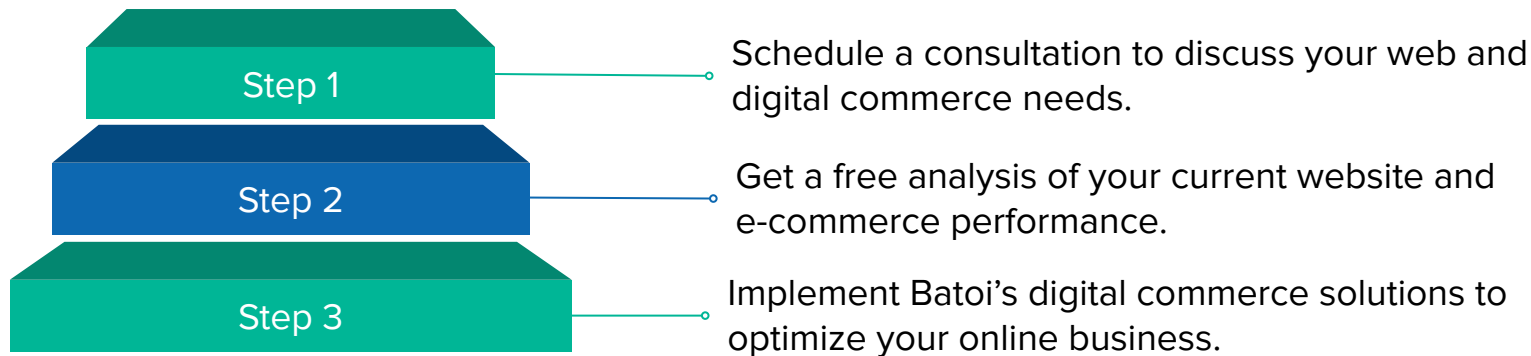 Step 1
Schedule a consultation to discuss your web and
digital commerce needs.
Step 2
Get a free analysis of your current website and
e-commerce performance.
Step 3
Implement Batoi’s digital commerce solutions to
optimize your online business.